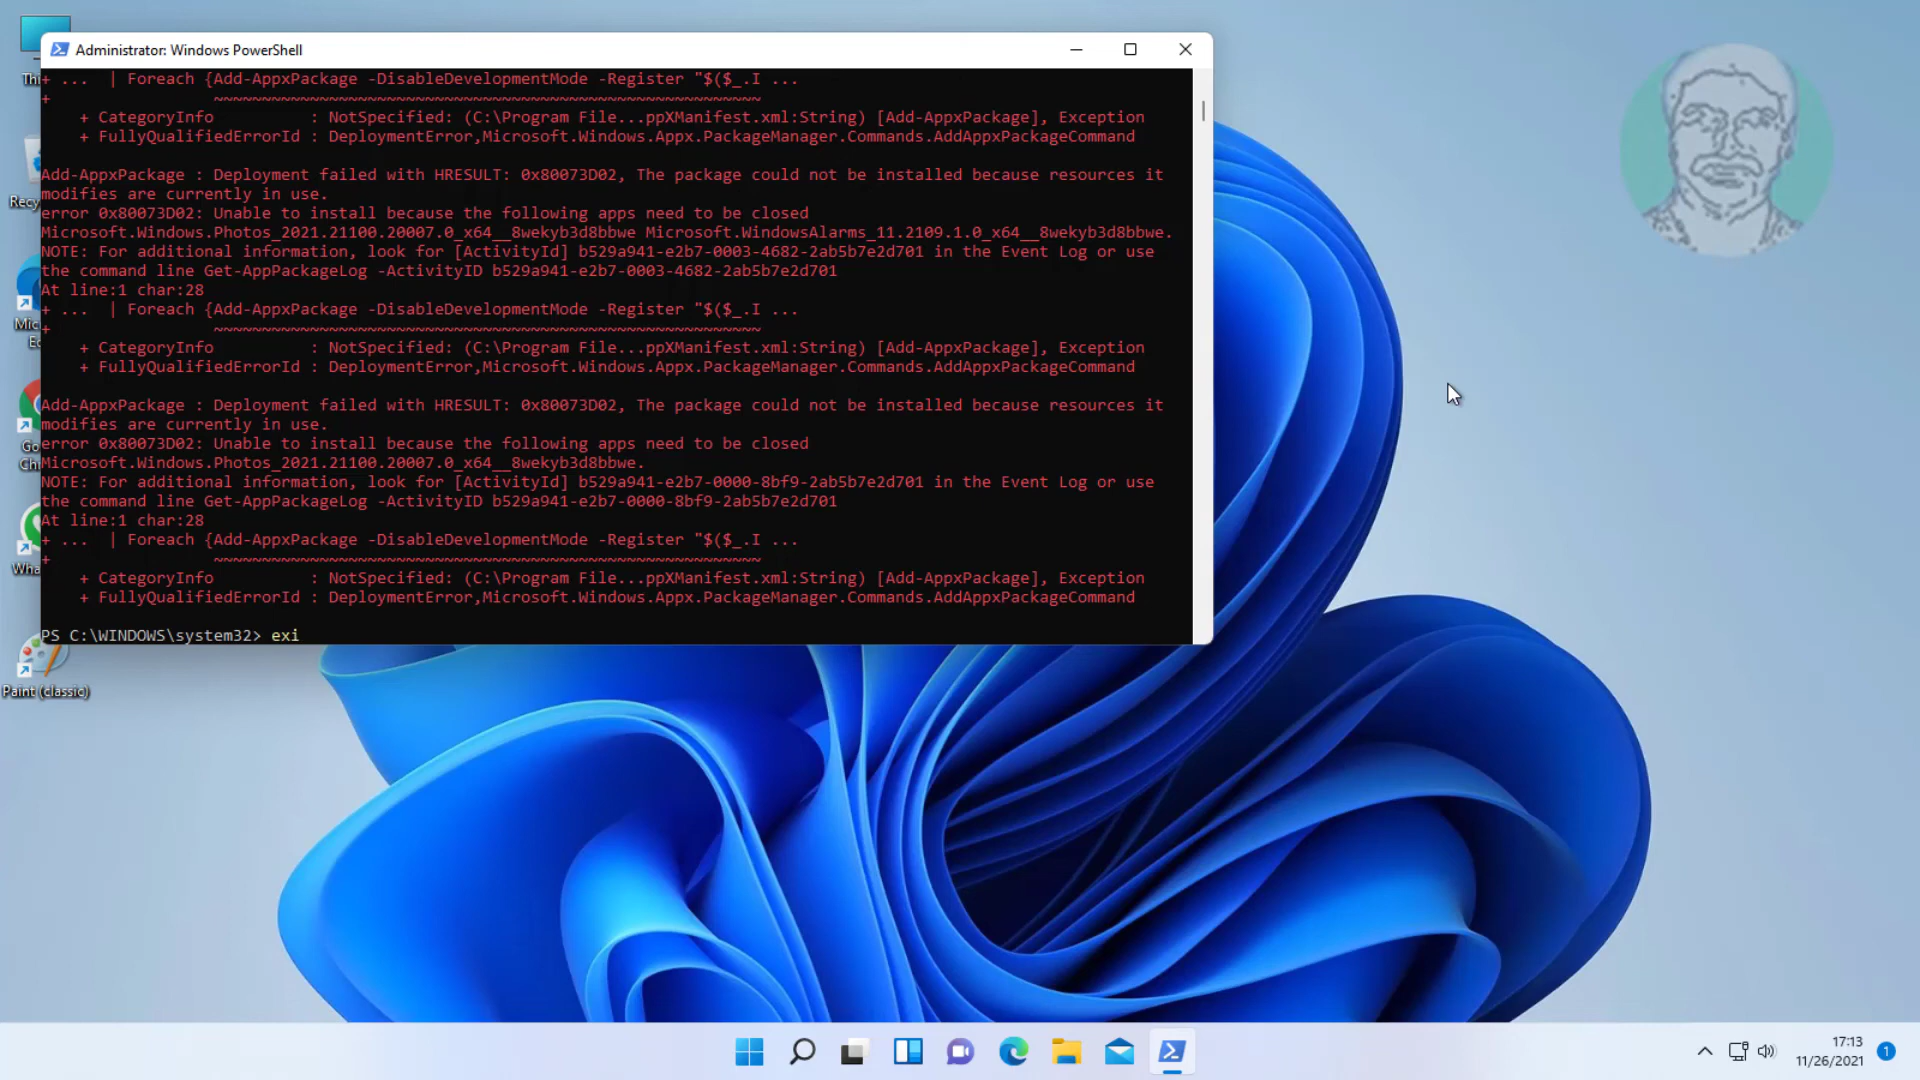 Administrator: Windows PowerShell
+ ...  | Foreach {Add-AppxPackage -DisableDevelopmentMode -Register "$($_.I ...
+                 ~~~~~~~~~~~~~~~~~~~~~~~~~~~~~~~~~~~~~~~~~~~~~~~~~~~~~~~~~
    + CategoryInfo          : NotSpecified: (C:\Program File...ppXManifest.xml:String) [Add-AppxPackage], Exception
    + FullyQualifiedErrorId : DeploymentError,Microsoft.Windows.Appx.PackageManager.Commands.AddAppxPackageCommand
Add-AppxPackage : Deployment failed with HRESULT: 0x80073D02, The package could not be installed because resources it
modifies are currently in use.
error 0x80073D02: Unable to install because the following apps need to be closed
Microsoft.Windows.Photos_2021.21100.20007.0_x64__8wekyb3d8bbwe Microsoft.WindowsAlarms_11.2109.1.0_x64__8wekyb3d8bbwe.
NOTE: For additional information, look for [ActivityId] b529a941-e2b7-0003-4682-2ab5b7e2d701 in the Event Log or use
the command line Get-AppPackageLog -ActivityID b529a941-e2b7-0003-4682-2ab5b7e2d701
At line:1 char:28
+ ...  | Foreach {Add-AppxPackage -DisableDevelopmentMode -Register "$($_.I ...
+                 ~~~~~~~~~~~~~~~~~~~~~~~~~~~~~~~~~~~~~~~~~~~~~~~~~~~~~~~~~
    + CategoryInfo          : NotSpecified: (C:\Program File...ppXManifest.xml:String) [Add-AppxPackage], Exception
    + FullyQualifiedErrorId : DeploymentError,Microsoft.Windows.Appx.PackageManager.Commands.AddAppxPackageCommand
Add-AppxPackage : Deployment failed with HRESULT: 0x80073D02, The package could not be installed because resources it
modifies are currently in use.
error 0x80073D02: Unable to install because the following apps need to be closed
Microsoft.Windows.Photos_2021.21100.20007.0_x64__8wekyb3d8bbwe.
NOTE: For additional information, look for [ActivityId] b529a941-e2b7-0000-8bf9-2ab5b7e2d701 in the Event Log or use
the command line Get-AppPackageLog -ActivityID b529a941-e2b7-0000-8bf9-2ab5b7e2d701
At line:1 char:28
+ ...  | Foreach {Add-AppxPackage -DisableDevelopmentMode -Register "$($_.I ...
+                 ~~~~~~~~~~~~~~~~~~~~~~~~~~~~~~~~~~~~~~~~~~~~~~~~~~~~~~~~~
    + CategoryInfo          : NotSpecified: (C:\Program File...ppXManifest.xml:String) [Add-AppxPackage], Exception
    + FullyQualifiedErrorId : DeploymentError,Microsoft.Windows.Appx.PackageManager.Commands.AddAppxPackageCommand
PS C:\WINDOWS\system32> exi
Paint (classic)
17:13
11/26/2021
1